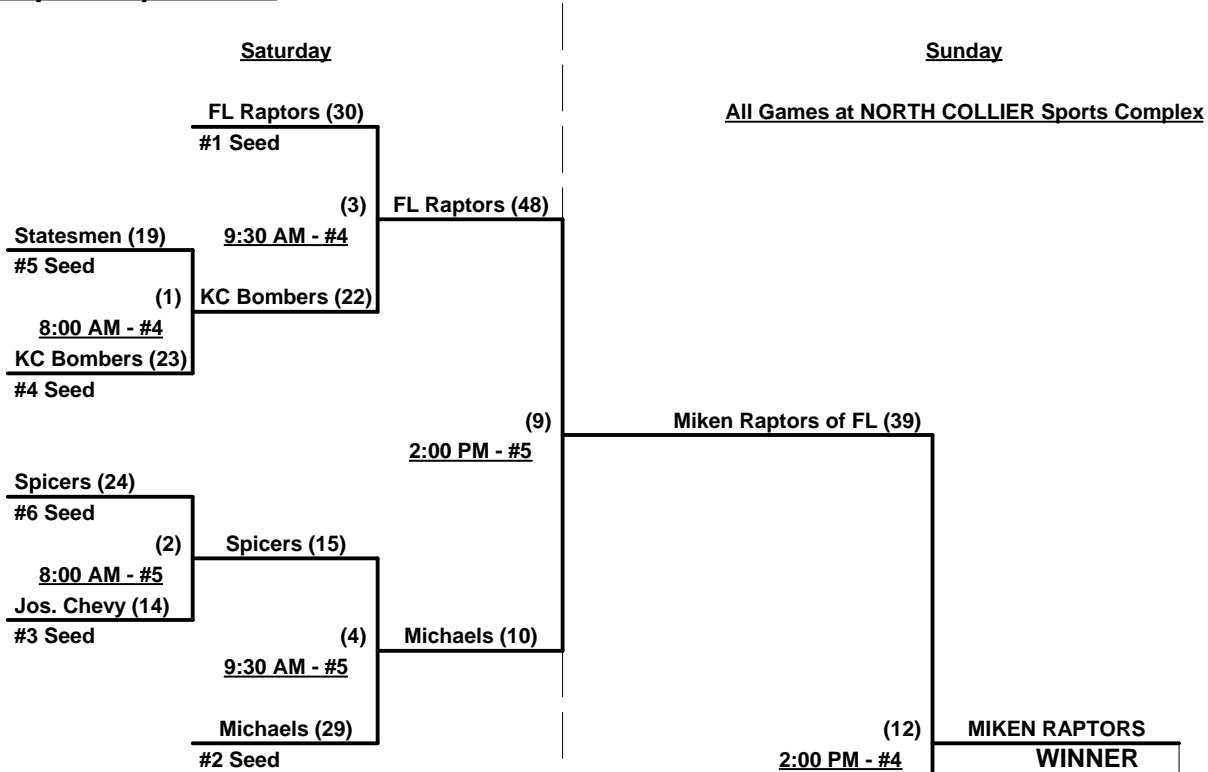 Saturday
Sunday
FL Raptors (30)
All Games at NORTH COLLIER Sports Complex
#1 Seed
(3)
FL Raptors (48)
Statesmen (19)
9:30 AM - #4
#5 Seed
(1)
KC Bombers (22)
8:00 AM - #4
KC Bombers (23)
#4 Seed
(9)
Miken Raptors of FL (39)
2:00 PM - #5
Spicers (24)
#6 Seed
(2)
Spicers (15)
8:00 AM - #5
Jos. Chevy (14)
#3 Seed
(4)
Michaels (10)
9:30 AM - #5
Michaels (29)
(12)
MIKEN RAPTORS
#2 Seed
2:00 PM - #4
WINNER